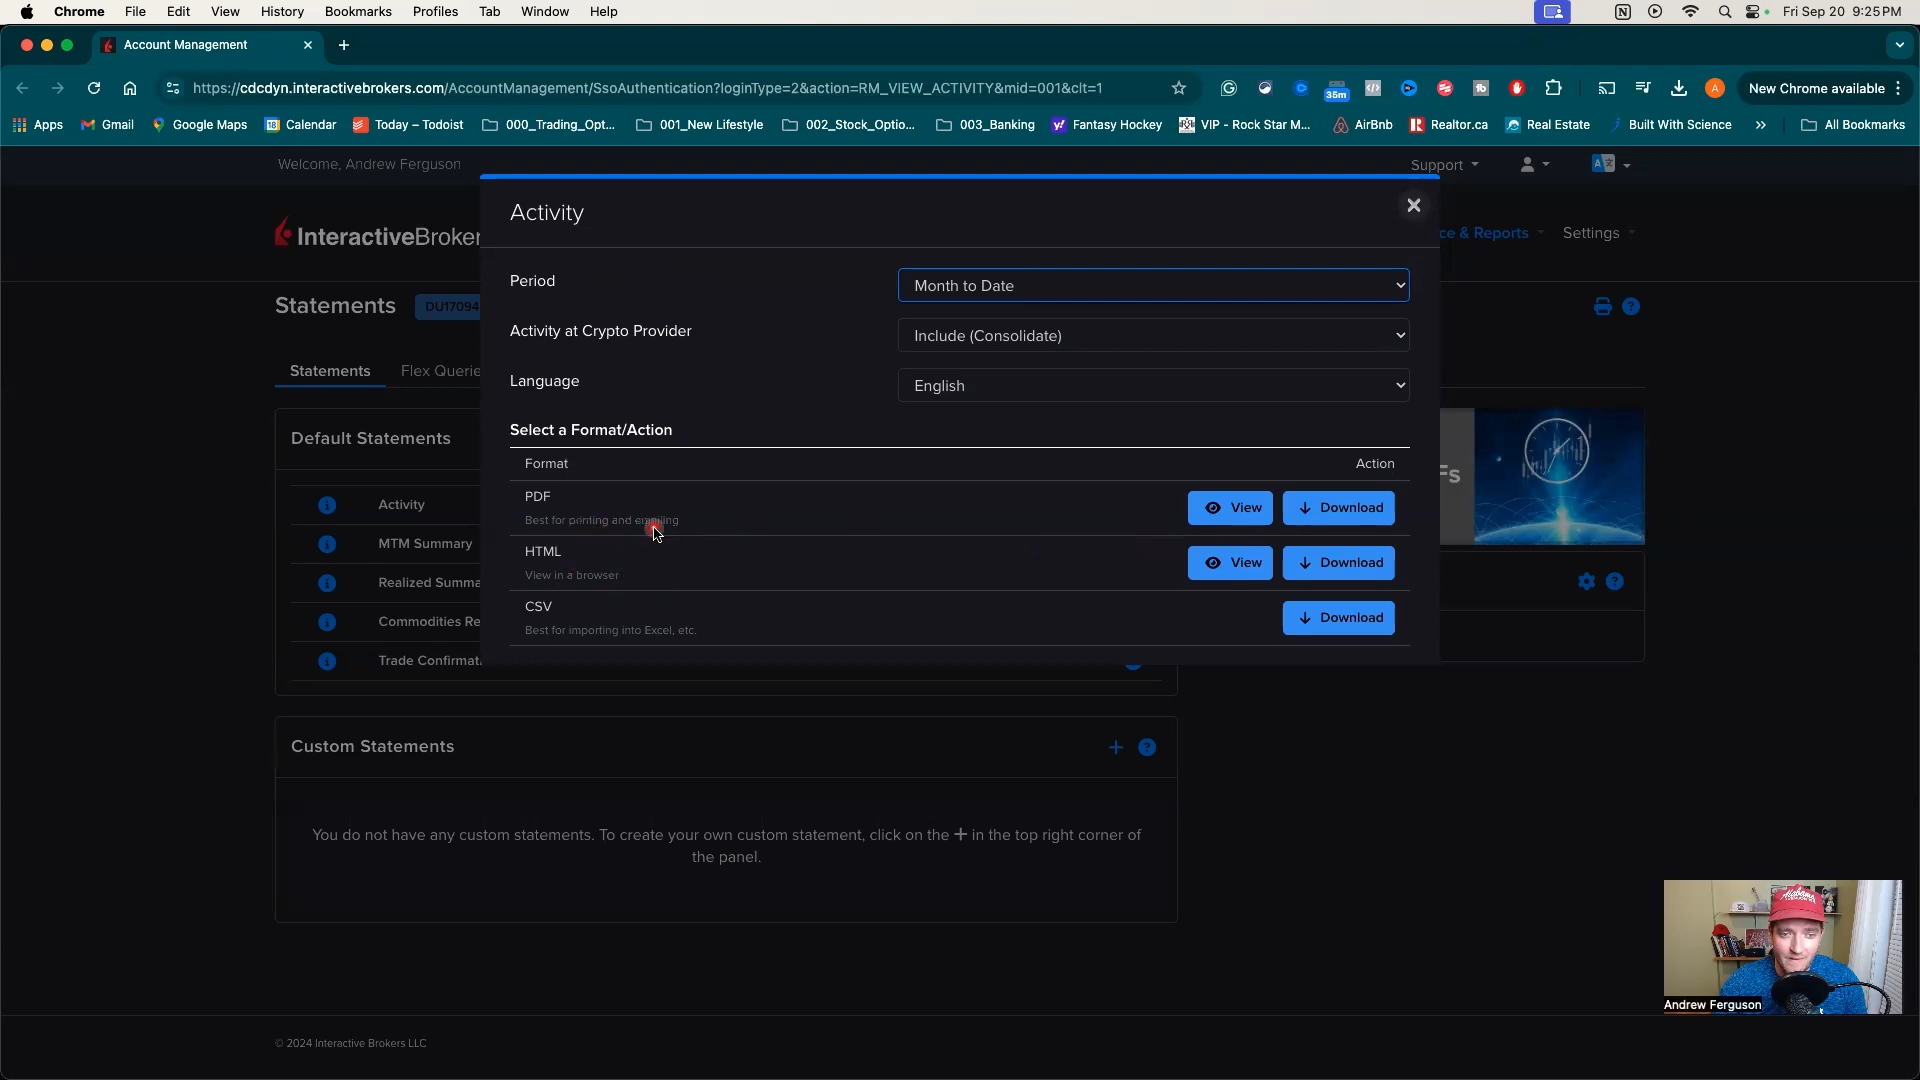 Chrome File Edit View History Bookmarks Profiles Tab Window Help Fri Sep 20 9:25 PM
Account Management
https://cdcdyn.interactivebrokers.com/AccountManagement/SsoAuthentication?loginType=2&action=RM_VIEW_ACTIVITY&mid=001&clt=1 35m A New Chrome available
Apps Gmail Google Maps Calendar Today – Todoist 000_Trading_Opt... 001_New Lifestyle 002_Stock_Optio... 003_Banking Fantasy Hockey VIP - Rock Star M... AirBnb Realtor.ca Real Estate Built With Science » All Bookmarks
Welcome, Andrew Ferguson Support
Activity
InteractiveBroker ce & Reports Settings
Period Month to Date
Statements DU17094
Activity at Crypto Provider Include (Consolidate)
Statements Flex Querie
Language English
Select a Format/Action
Default Statements
Format Action
Fs
PDF View Download
Best for printing and emailing
Activity
MTM Summary
HTML View Download
View in a browser
Realized Summa
CSV Download
Best for importing into Excel, etc.
Commodities Re
Trade Confirmat
Custom Statements
You do not have any custom statements. To create your own custom statement, click on the + in the top right corner of
the panel.
Alabama
Andrew Ferguson
© 2024 Interactive Brokers LLC